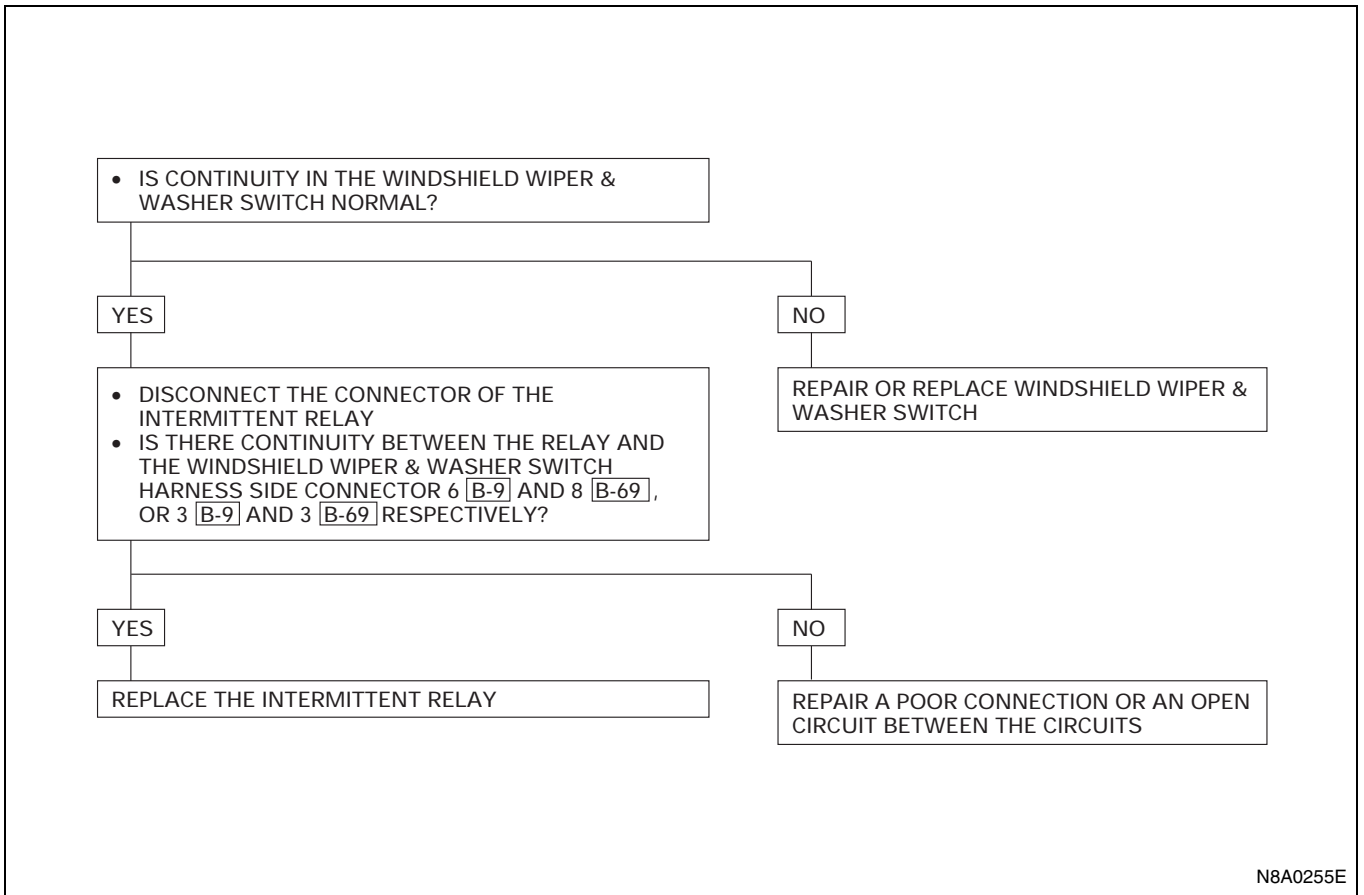 • IS CONTINUITY IN THE WINDSHIELD WIPER &
WASHER SWITCH NORMAL?
YES
NO
• DISCONNECT THE CONNECTOR OF THE
INTERMITTENT RELAY
• IS THERE CONTINUITY BETWEEN THE RELAY AND
THE WINDSHIELD WIPER & WASHER SWITCH
HARNESS SIDE CONNECTOR 6 B-9 AND 8 B-69 ,
OR 3 B-9 AND 3 B-69 RESPECTIVELY?
REPAIR OR REPLACE WINDSHIELD WIPER &
WASHER SWITCH
YES
NO
REPLACE THE INTERMITTENT RELAY
REPAIR A POOR CONNECTION OR AN OPEN
CIRCUIT BETWEEN THE CIRCUITS
N8A0255E